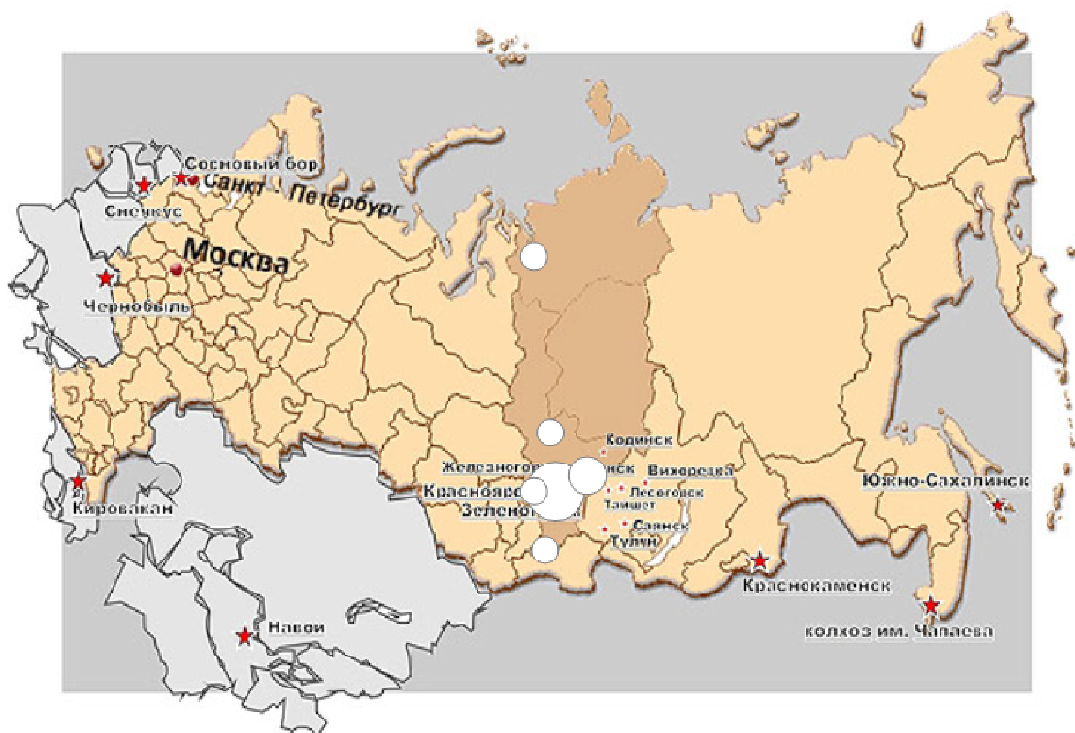 Сосновый бор
Санкт - Петербург
Снечкус
Москва
Чернобыль
Кодинск
Вихоревка
Лесогорск
Тайшет
Саянск
Тулун
Южно-Сахалинск
Кировакан
Краснокаменск
Навои
колхоз им. Чапаева